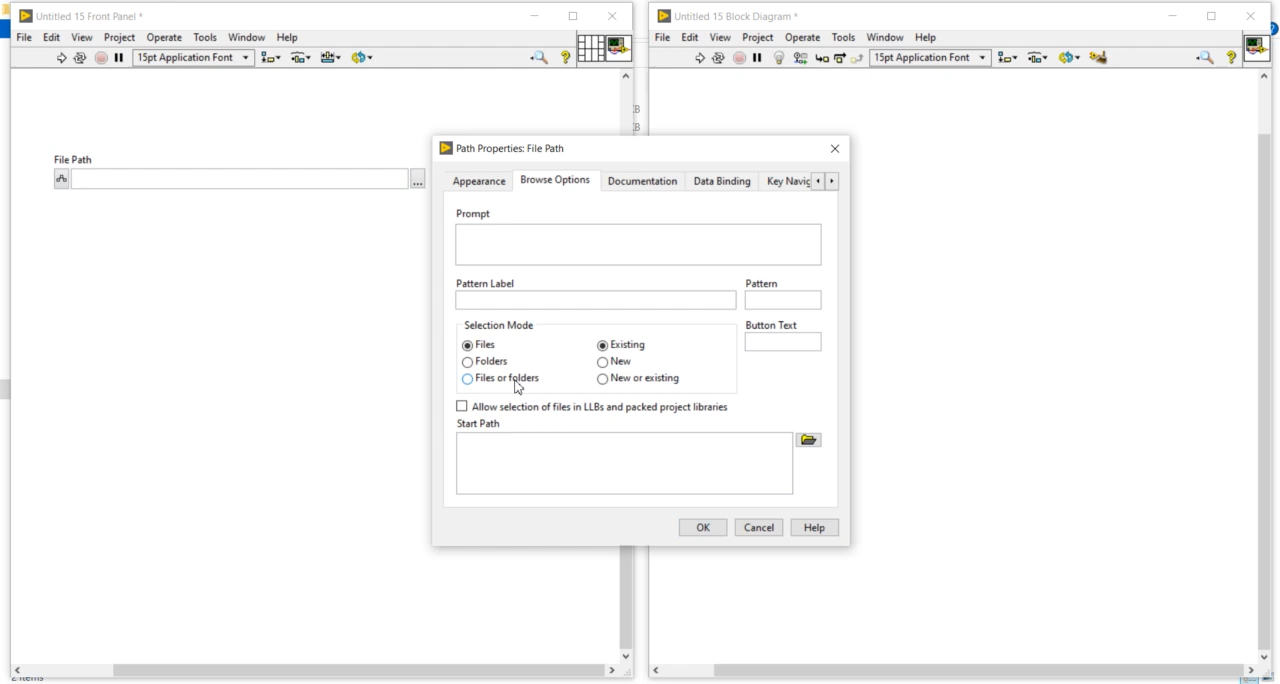 Untitled 15 Front Panel *
File Edit View Project Operate Tools Window Help
15pt Application Font
?
File Path
...
Untitled 15 Block Diagram *
File Edit View Project Operate Tools Window Help
15pt Application Font
?
Path Properties: File Path
Appearance Browse Options Documentation Data Binding Key Navig
Prompt
Pattern Label Pattern
Selection Mode Button Text
Files Existing
Folders New
Files or folders New or existing
Allow selection of files in LLBs and packed project libraries
Start Path
OK Cancel Help